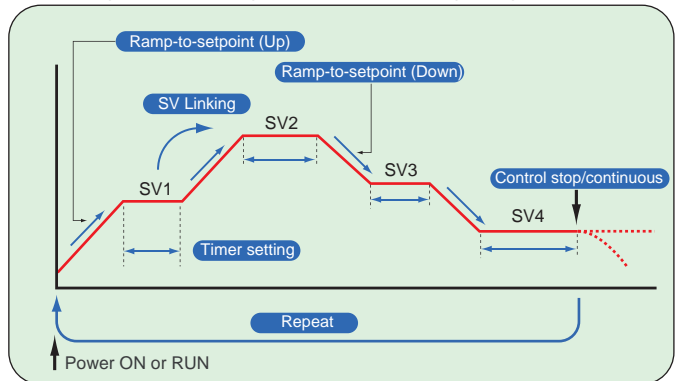 Ramp-to-setpoint (Up)
Ramp-to-setpoint (Down)
SV Linking
SV2
SV1
SV3
Control stop/continuous
SV4
Timer setting
Repeat
Power ON or RUN